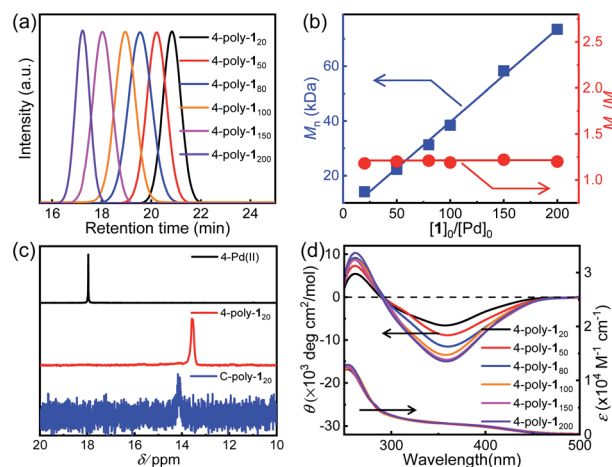 (a)
Intensity (a.u.)
4-poly-1₂₀
4-poly-1₅₀
4-poly-1₈₀
4-poly-1₁₀₀
4-poly-1₁₅₀
4-poly-1₂₀₀
16 18 20 22 24
Retention time (min)
(b)
Mn (kDa)
80
60
40
20
0 50 100 150 200
[1]₀/[Pd]₀
1.0
1.5
2.0
2.5
(c)
4-Pd(II)
4-poly-1₂₀
C-poly-1₂₀
20 18 16 14 12 10
δ/ppm
(d)
θ (×10³ deg cm²/mol)
10
0
-10
-20
-30
4-poly-1₂₀
4-poly-1₅₀
4-poly-1₈₀
4-poly-1₁₀₀
4-poly-1₁₅₀
4-poly-1₂₀₀
300 400 500
Wavelength(nm)
0
1
2
3
ε (x10⁴ M⁻¹ cm⁻¹)